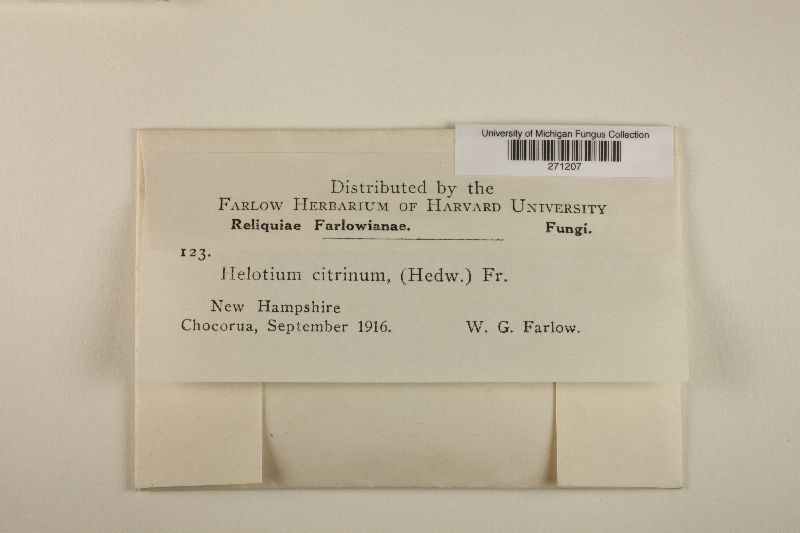 University of Michigan Fungus Collection
271207
Distributed by the
FARLOW HERBARIUM OF HARVARD UNIVERSITY
Reliquiae Farlowianae. Fungi.
123.
Helotium citrinum, (Hedw.) Fr.
New Hampshire
Chocorua, September 1916. W. G. Farlow.